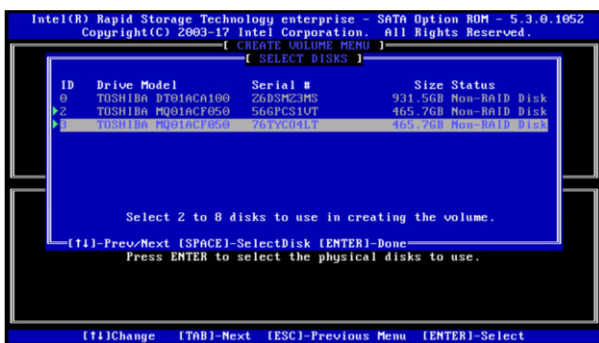 Intel(R) Rapid Storage Technology enterprise - SATA Option ROM - 5.3.0.1052
Copyright(C) 2003-17 Intel Corporation. All Rights Reserved.
[ CREATE VOLUME MENU ]
[ SELECT DISKS ]
ID Drive Model Serial # Size Status
0 TOSHIBA DT01ACA100 Z6DSMZ3MS 931.5GB Non-RAID Disk
2 TOSHIBA MQ01ACF050 56GPCS1VT 465.7GB Non-RAID Disk
3 TOSHIBA MQ01ACF050 76TYCO4LT 465.7GB Non-RAID Disk
Select 2 to 8 disks to use in creating the volume.
[↑↓]-Prev/Next [SPACE]-SelectDisk [ENTER]-Done
Press ENTER to select the physical disks to use.
[↑↓]Change [TAB]-Next [ESC]-Previous Menu [ENTER]-Select